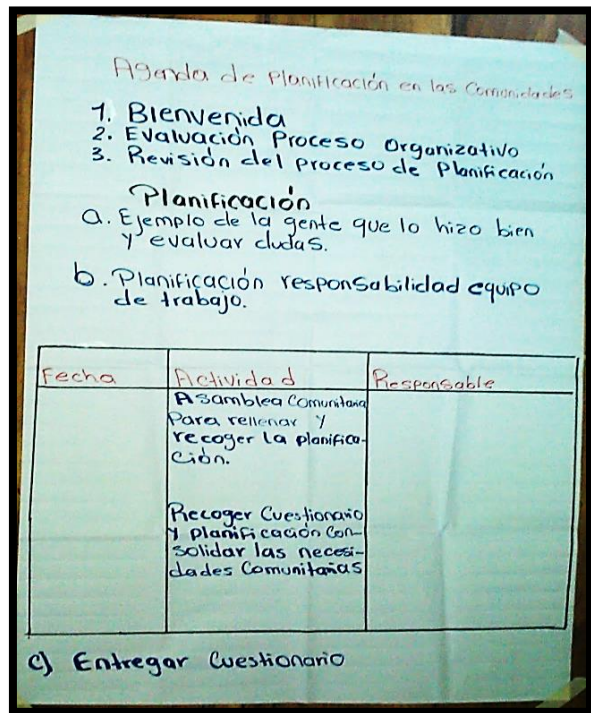 Agenda de Planificación en las Comunidades
1. Bienvenida
2. Evaluación Proceso Organizativo
3. Revisión del proceso de Planificación
Planificación
a. Ejemplo de la gente que lo hizo bien
y evaluar dudas.
b. Planificación responsabilidad equipo
de trabajo.
Fecha Actividad Responsable
Asamblea Comunitaria
Para rellenar y
recoger la planifica-
ción.
Recoger Cuestionario
y planificación Con-
solidar las necesi-
dades Comunitarias
c) Entregar Cuestionario